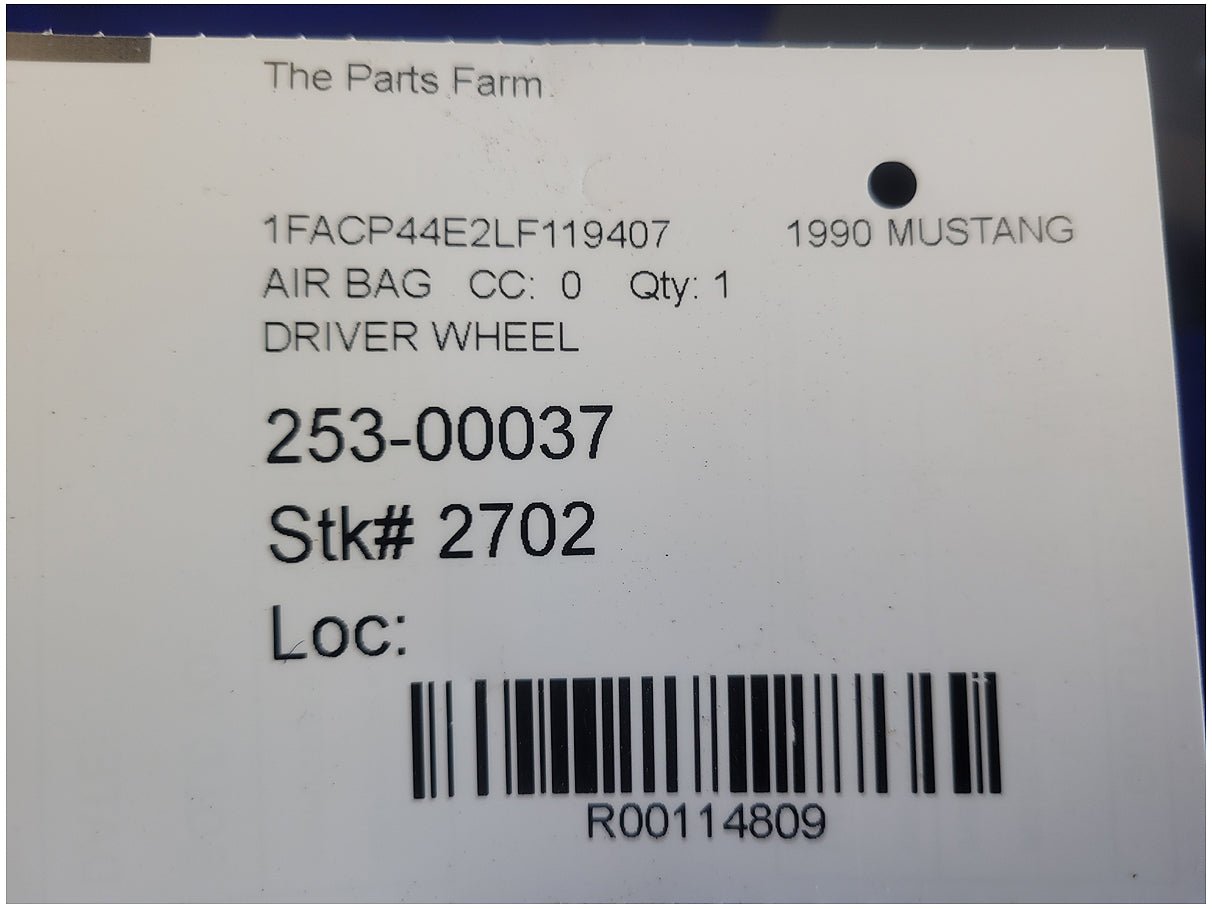 The Parts Farm
1FACP44E2LF119407 1990 MUSTANG
AIR BAG CC: 0 Qty: 1
DRIVER WHEEL
253-00037
Stk# 2702
Loc:
R00114809